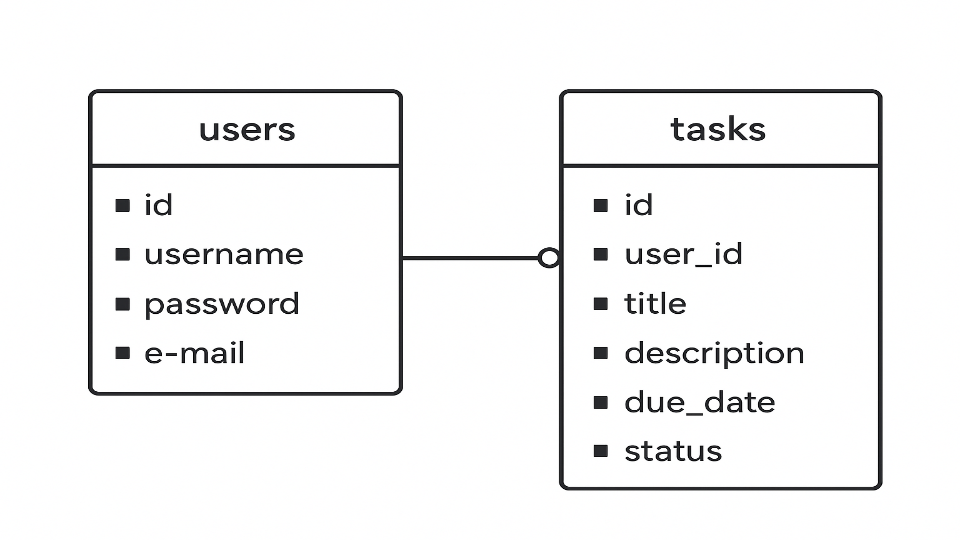 users
id
username
password
e-mail
tasks
id
user_id
title
description
due_date
status